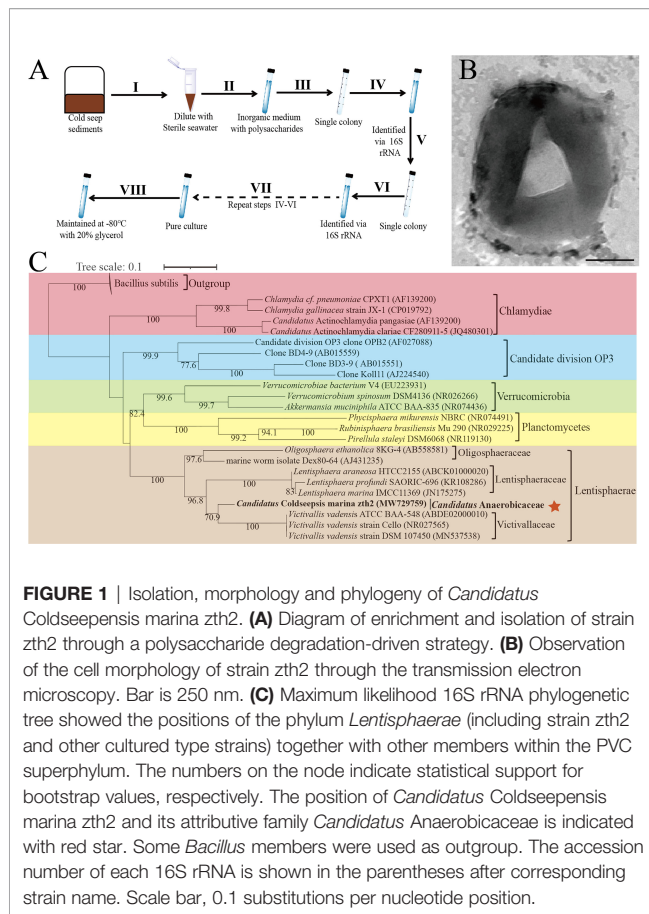 A
I
II
III
IV
Cold seep
sediments
Dilute with
Sterile seawater
Inorganic medium
with polysaccharides
Single colony
Identified
via 16S
rRNA
V
VIII
VII
VI
Repeat steps IV-VI
Maintained at -80°C
with 20% glycerol
Pure culture
Identified via
16S rRNA
Single colony
B
C
Tree scale: 0.1
Bacillius subtilis
Outgroup
100
99.8
Chlamydia cf. pneumoniae CPXT1 (AF139200)
Chlamydia gallinacea strain JX-1 (CP019792)
Chlamydiae
100
100
Candidatus Actinochlamydia pangasiae (AF139200)
Candidatus Actinochlamydia clariae CF280911-5 (JQ480301)
Candidate division OP3 clone OPB2 (AF027088)
99.9
Clone BD4-9 (AB015559)
Candidate division OP3
77.6
Clone BD3-9 ( AB015551)
100
Clone Koll11 (AJ224540)
100
Verrucomicrobiae bacterium V4 (EU223931)
99.6
Verrucomicrobium spinosum DSM4136 (NR026266)
Verrucomicrobia
99.7
Akkermansia muciniphila ATCC BAA-835 (NR074436)
82.4
Phycisphaera mikurensis NBRC (NR074491)
100
94.1
Rubinisphaera brasiliensis Mu 290 (NR029225)
Planctomycetes
99.2
Pirellula staleyi DSM6068 (NR119130)
Oligosphaera ethanolica 8KG-4 (AB558581)
Oligosphaeraceae
97.6
marine worm isolate Dex80-64 (AJ431235)
Lentisphaera araneosa HTCC2155 (ABCK01000020)
100
Lentisphaera profundi SAORIC-696 (KR108286)
Lentisphaeraceae
83
Lentisphaera marina IMCC11369 (JN175275)
Lentisphaerae
96.8
Candidatus Coldseepsis marina zth2 (MW729759)
Candidatus Anaerobicaceae
70.9
Victivallis vadensis ATCC BAA-548 (ABDE02000010)
100
Victivallis vadensis strain Cello (NR027565)
Victivallaceae
Victivallis vadensis strain DSM 107450 (MN537538)
FIGURE 1 | Isolation, morphology and phylogeny of Candidatus
Coldseepensis marina zth2. (A) Diagram of enrichment and isolation of strain
zth2 through a polysaccharide degradation-driven strategy. (B) Observation
of the cell morphology of strain zth2 through the transmission electron
microscopy. Bar is 250 nm. (C) Maximum likelihood 16S rRNA phylogenetic
tree showed the positions of the phylum Lentisphaerae (including strain zth2
and other cultured type strains) together with other members within the PVC
superphylum. The numbers on the node indicate statistical support for
bootstrap values, respectively. The position of Candidatus Coldseepensis
marina zth2 and its attributive family Candidatus Anaerobicaceae is indicated
with red star. Some Bacillus members were used as outgroup. The accession
number of each 16S rRNA is shown in the parentheses after corresponding
strain name. Scale bar, 0.1 substitutions per nucleotide position.